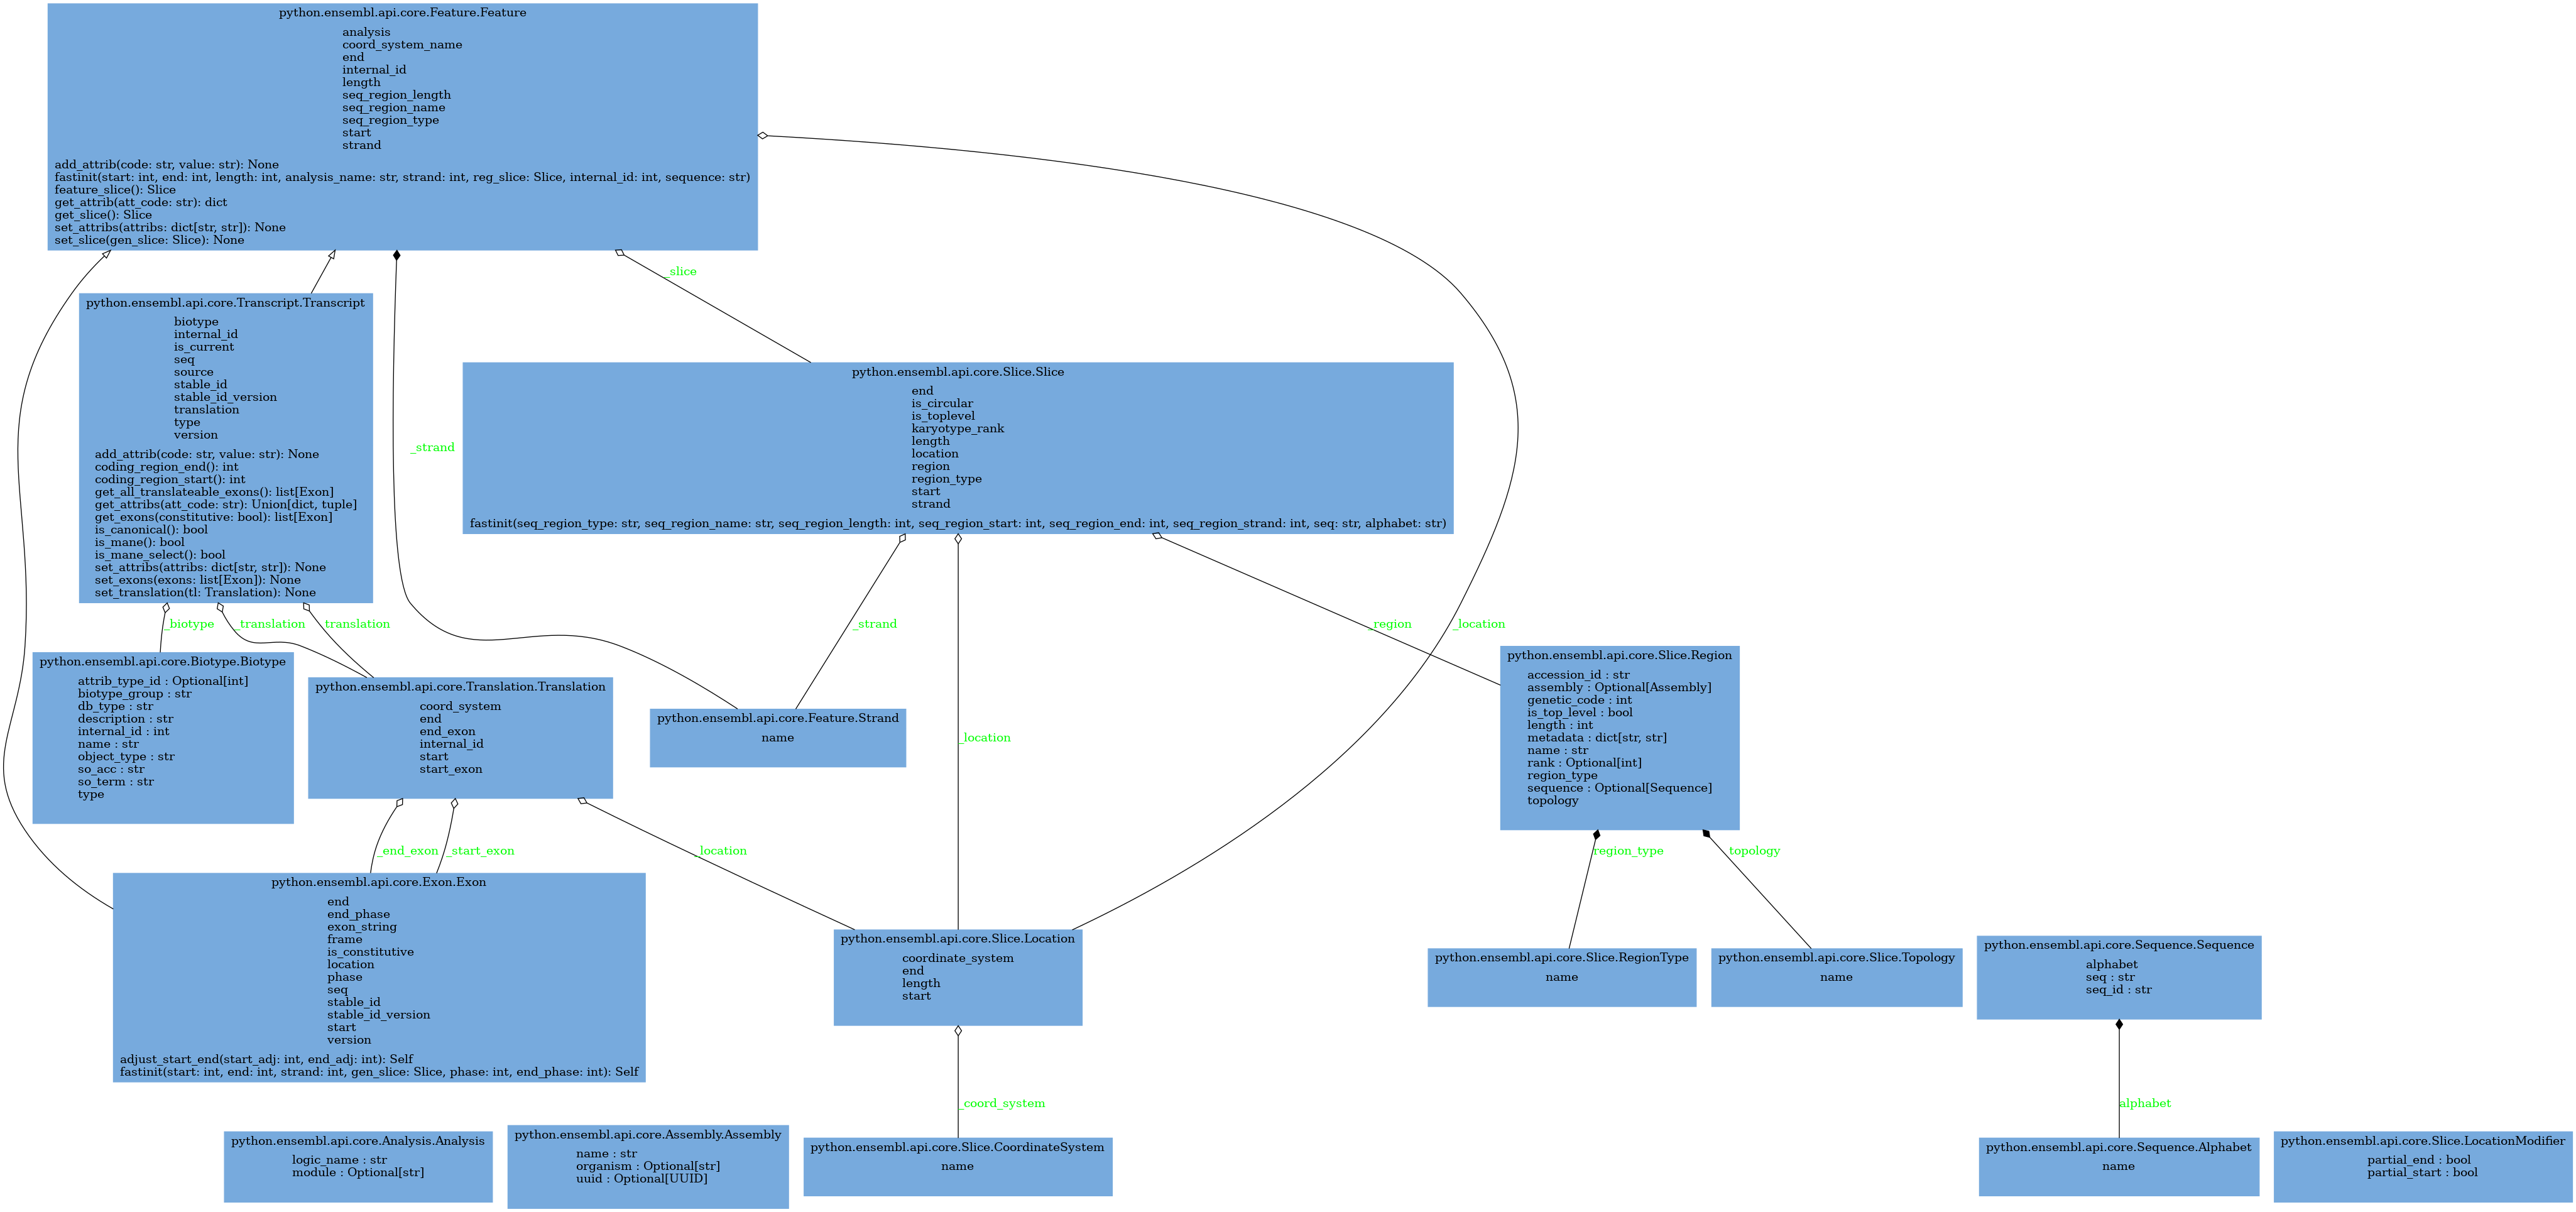 python.ensembl.api.core.Feature.Feature
analysis
coord_system_name
end
internal_id
length
seq_region_length
seq_region_name
seq_region_type
start
strand
add_attrib(code: str, value: str): None
fastinit(start: int, end: int, length: int, analysis_name: str, strand: int, reg_slice: Slice, internal_id: int, sequence: str)
feature_slice(): Slice
get_attrib(att_code: str): dict
get_slice(): Slice
set_attribs(attribs: dict[str, str]): None
set_slice(gen_slice: Slice): None
_slice
python.ensembl.api.core.Transcript.Transcript
biotype
internal_id
is_current
seq
source
stable_id
stable_id_version
translation
type
version
add_attrib(code: str, value: str): None
coding_region_end(): int
coding_region_start(): int
get_all_translateable_exons(): list[Exon]
get_attribs(att_code: str): Union[dict, tuple]
get_exons(constitutive: bool): list[Exon]
is_canonical(): bool
is_mane(): bool
is_mane_select(): bool
set_attribs(attribs: dict[str, str]): None
set_exons(exons: list[Exon]): None
set_translation(tl: Translation): None
_strand
python.ensembl.api.core.Slice.Slice
end
is_circular
is_toplevel
karyotype_rank
length
location
region
region_type
start
strand
fastinit(seq_region_type: str, seq_region_name: str, seq_region_length: int, seq_region_start: int, seq_region_end: int, seq_region_strand: int, seq: str, alphabet: str)
_biotype
_translation
translation
_strand
_region
_location
python.ensembl.api.core.Biotype.Biotype
attrib_type_id : Optional[int]
biotype_group : str
db_type : str
description : str
internal_id : int
name : str
object_type : str
so_acc : str
so_term : str
type
python.ensembl.api.core.Translation.Translation
coord_system
end
end_exon
internal_id
start
start_exon
python.ensembl.api.core.Feature.Strand
name
_location
python.ensembl.api.core.Slice.Region
accession_id : str
assembly : Optional[Assembly]
genetic_code : int
is_top_level : bool
length : int
metadata : dict[str, str]
name : str
rank : Optional[int]
region_type
sequence : Optional[Sequence]
topology
_end_exon
_start_exon
_location
region_type
topology
python.ensembl.api.core.Exon.Exon
end
end_phase
exon_string
frame
is_constitutive
location
phase
seq
stable_id
stable_id_version
start
version
adjust_start_end(start_adj: int, end_adj: int): Self
fastinit(start: int, end: int, strand: int, gen_slice: Slice, phase: int, end_phase: int): Self
python.ensembl.api.core.Slice.Location
coordinate_system
end
length
start
python.ensembl.api.core.Slice.RegionType
name
python.ensembl.api.core.Slice.Topology
name
python.ensembl.api.core.Sequence.Sequence
alphabet
seq : str
seq_id : str
_coord_system
alphabet
python.ensembl.api.core.Analysis.Analysis
logic_name : str
module : Optional[str]
python.ensembl.api.core.Assembly.Assembly
name : str
organism : Optional[str]
uuid : Optional[UUID]
python.ensembl.api.core.Slice.CoordinateSystem
name
python.ensembl.api.core.Sequence.Alphabet
name
python.ensembl.api.core.Slice.LocationModifier
partial_end : bool
partial_start : bool